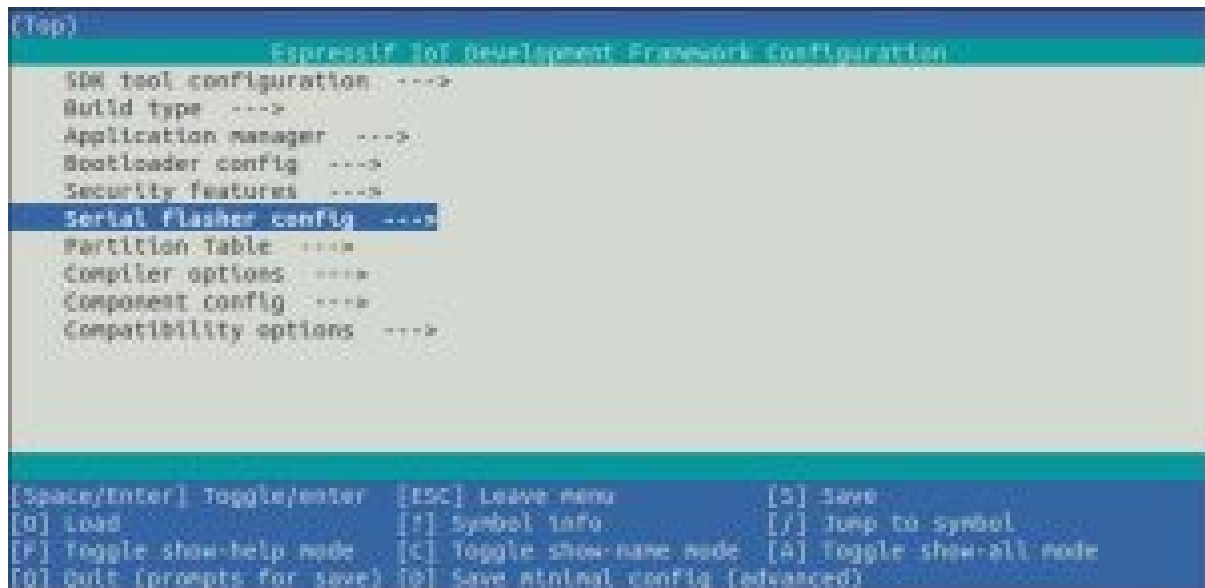 (Top)
Espressif IoT Development Framework Configuration
SDK tool configuration --->
Build type --->
Application manager --->
Bootloader config --->
Security features --->
Serial flasher config --->
Partition Table --->
Compiler options --->
Component config --->
Compatibility options --->
[Space/Enter] Toggle/enter [ESC] Leave menu [S] Save
[O] Load [?] Symbol info [/] Jump to symbol
[F] Toggle show-help mode [C] Toggle show-name mode [A] Toggle show-all mode
[Q] Quit (prompts for save) [D] Save minimal config (advanced)